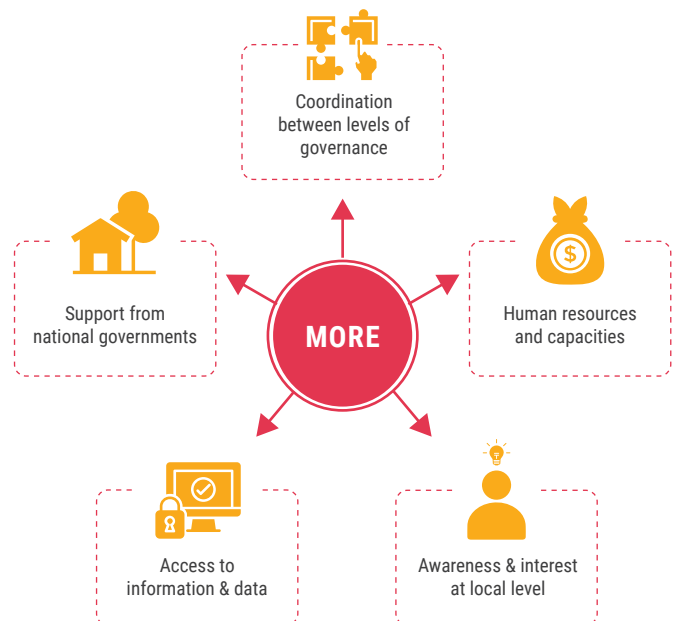 Coordination
between levels of
governance
Support from
national governments
MORE
$
Human resources
and capacities
Access to
information & data
Awareness & interest
at local level